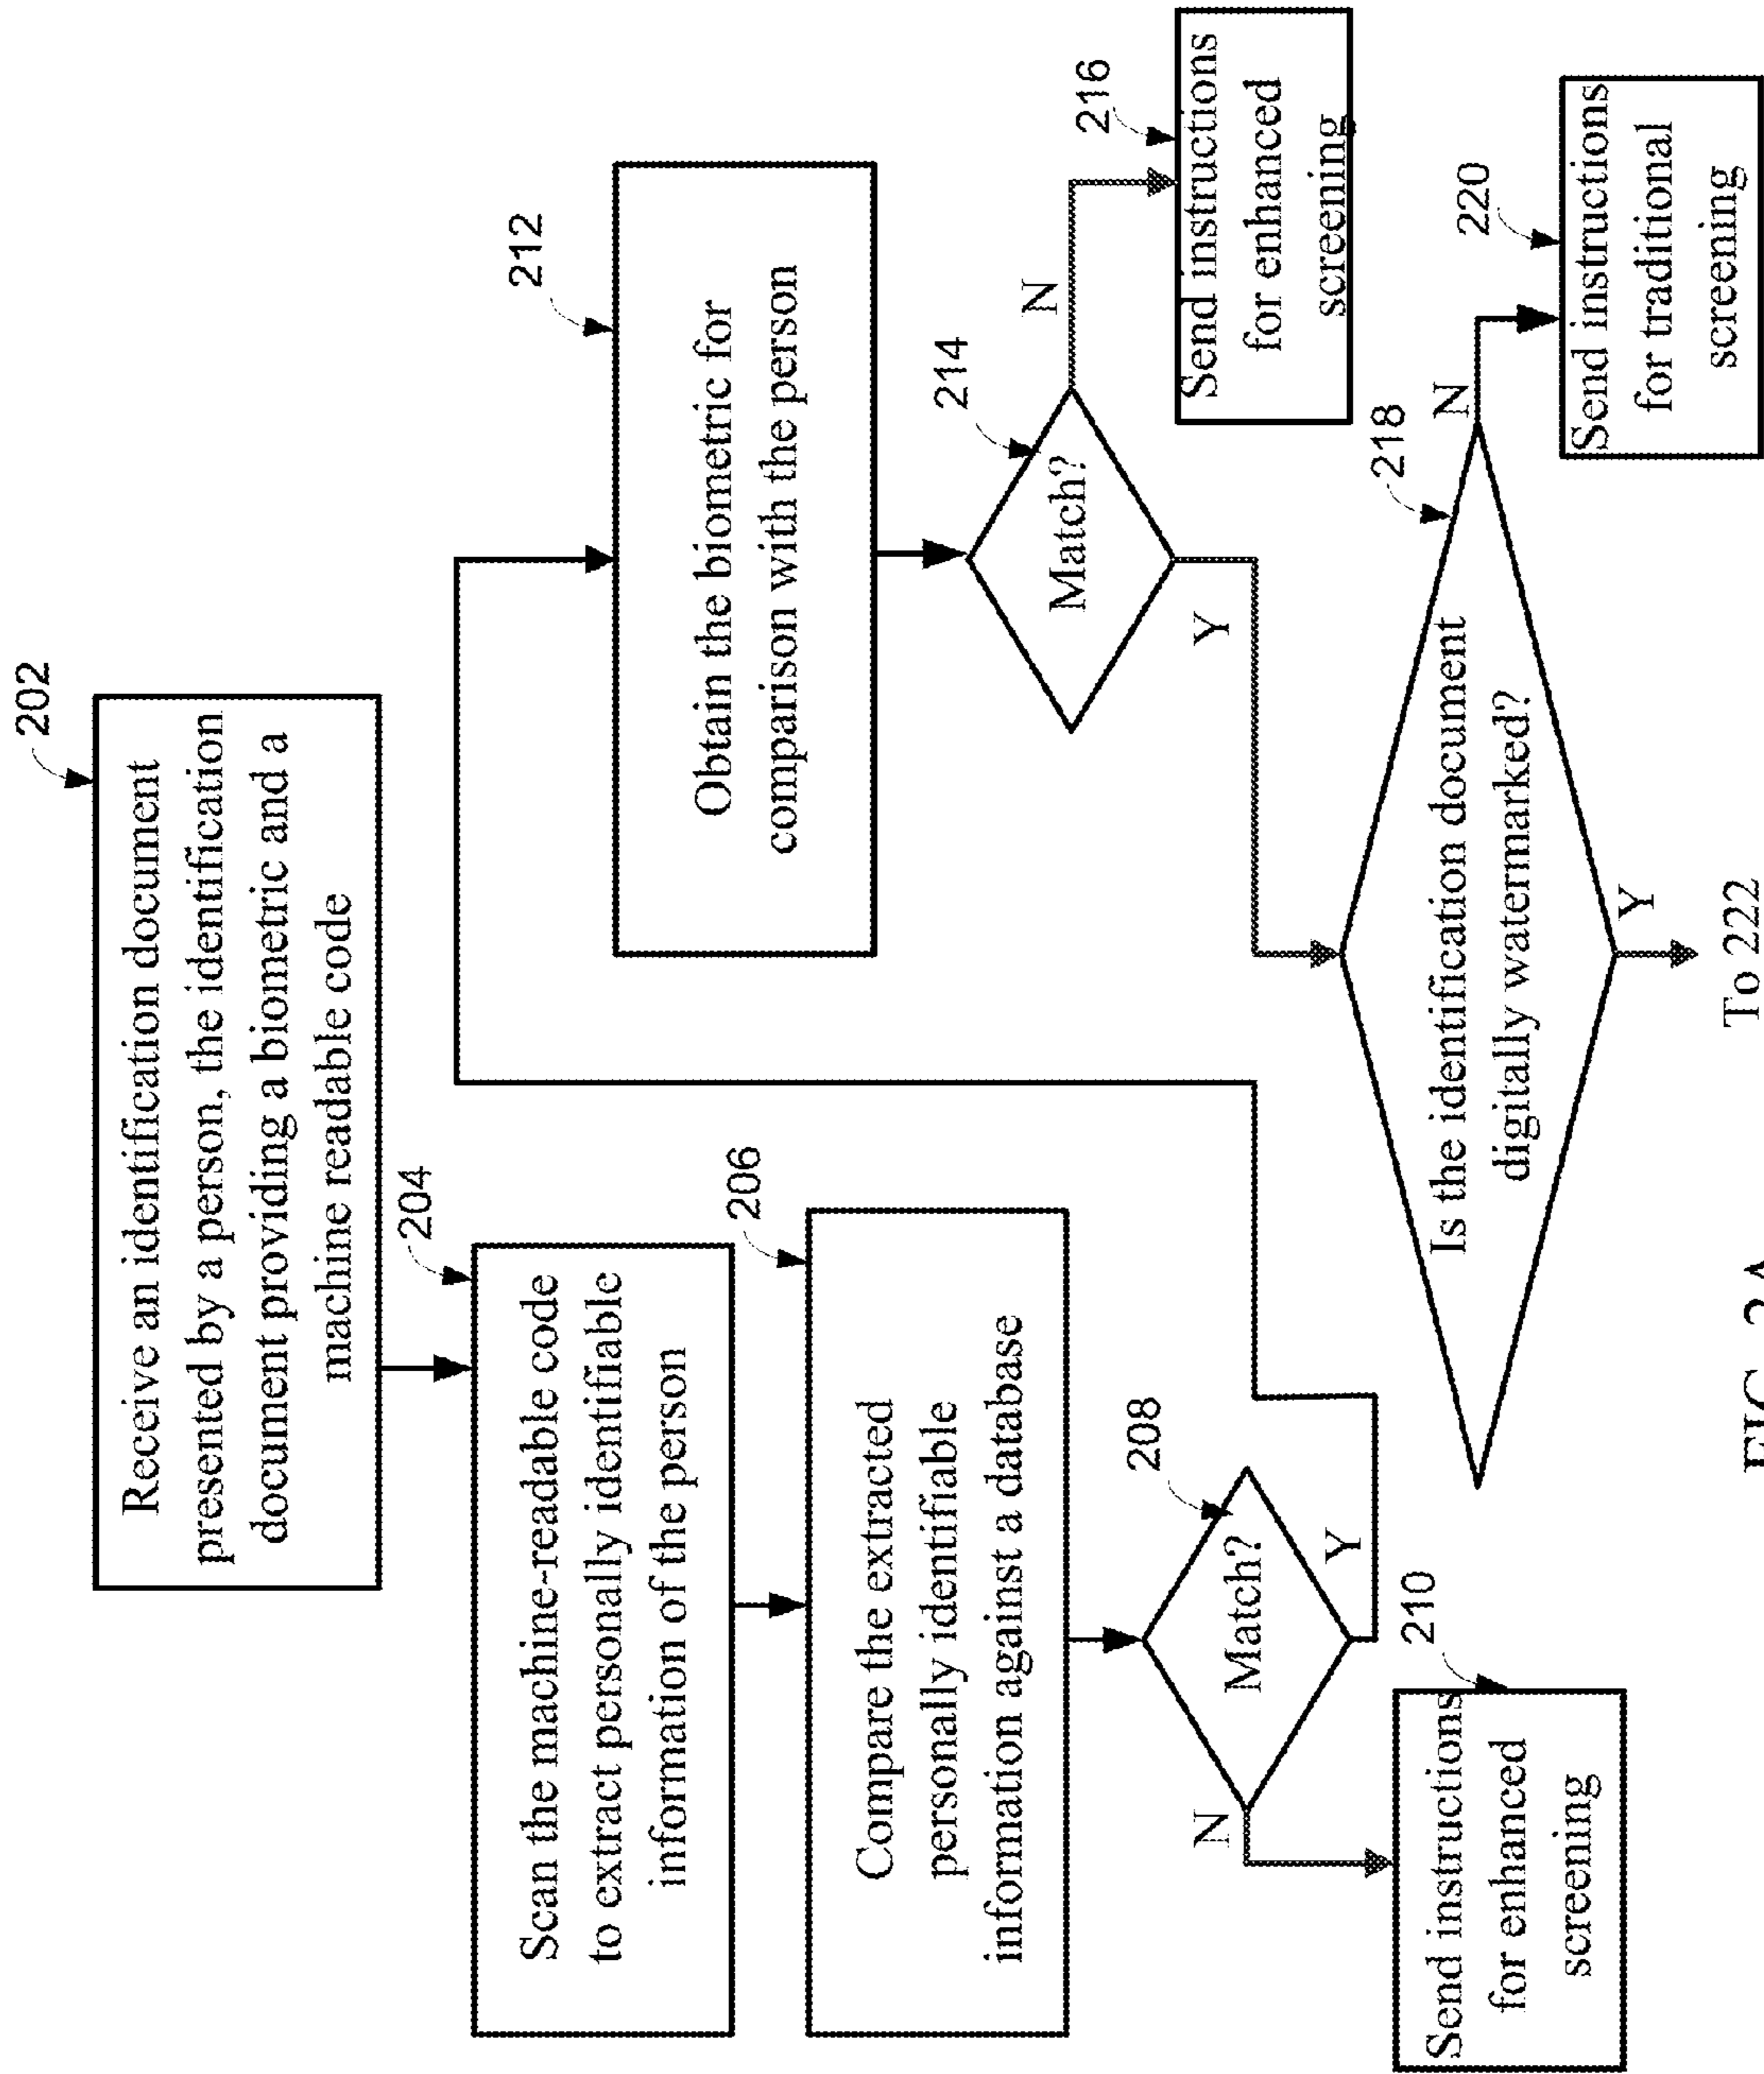 202
Receive an identification document
presented by a person, the identification
document providing a biometric and a
machine readable code
204
Scan the machine-readable code
to extract personally identifiable
information of the person
206
Compare the extracted
personally identifiable
information against a database
208
Match?
N
Y
210
Send instructions
for enhanced
screening
212
Obtain the biometric for
comparison with the person
214
Match?
N
Y
216
Send instructions
for enhanced
screening
218
Is the identification document
digitally watermarked?
N
Y
220
Send instructions
for traditional
screening
To 222
FIG. 2A